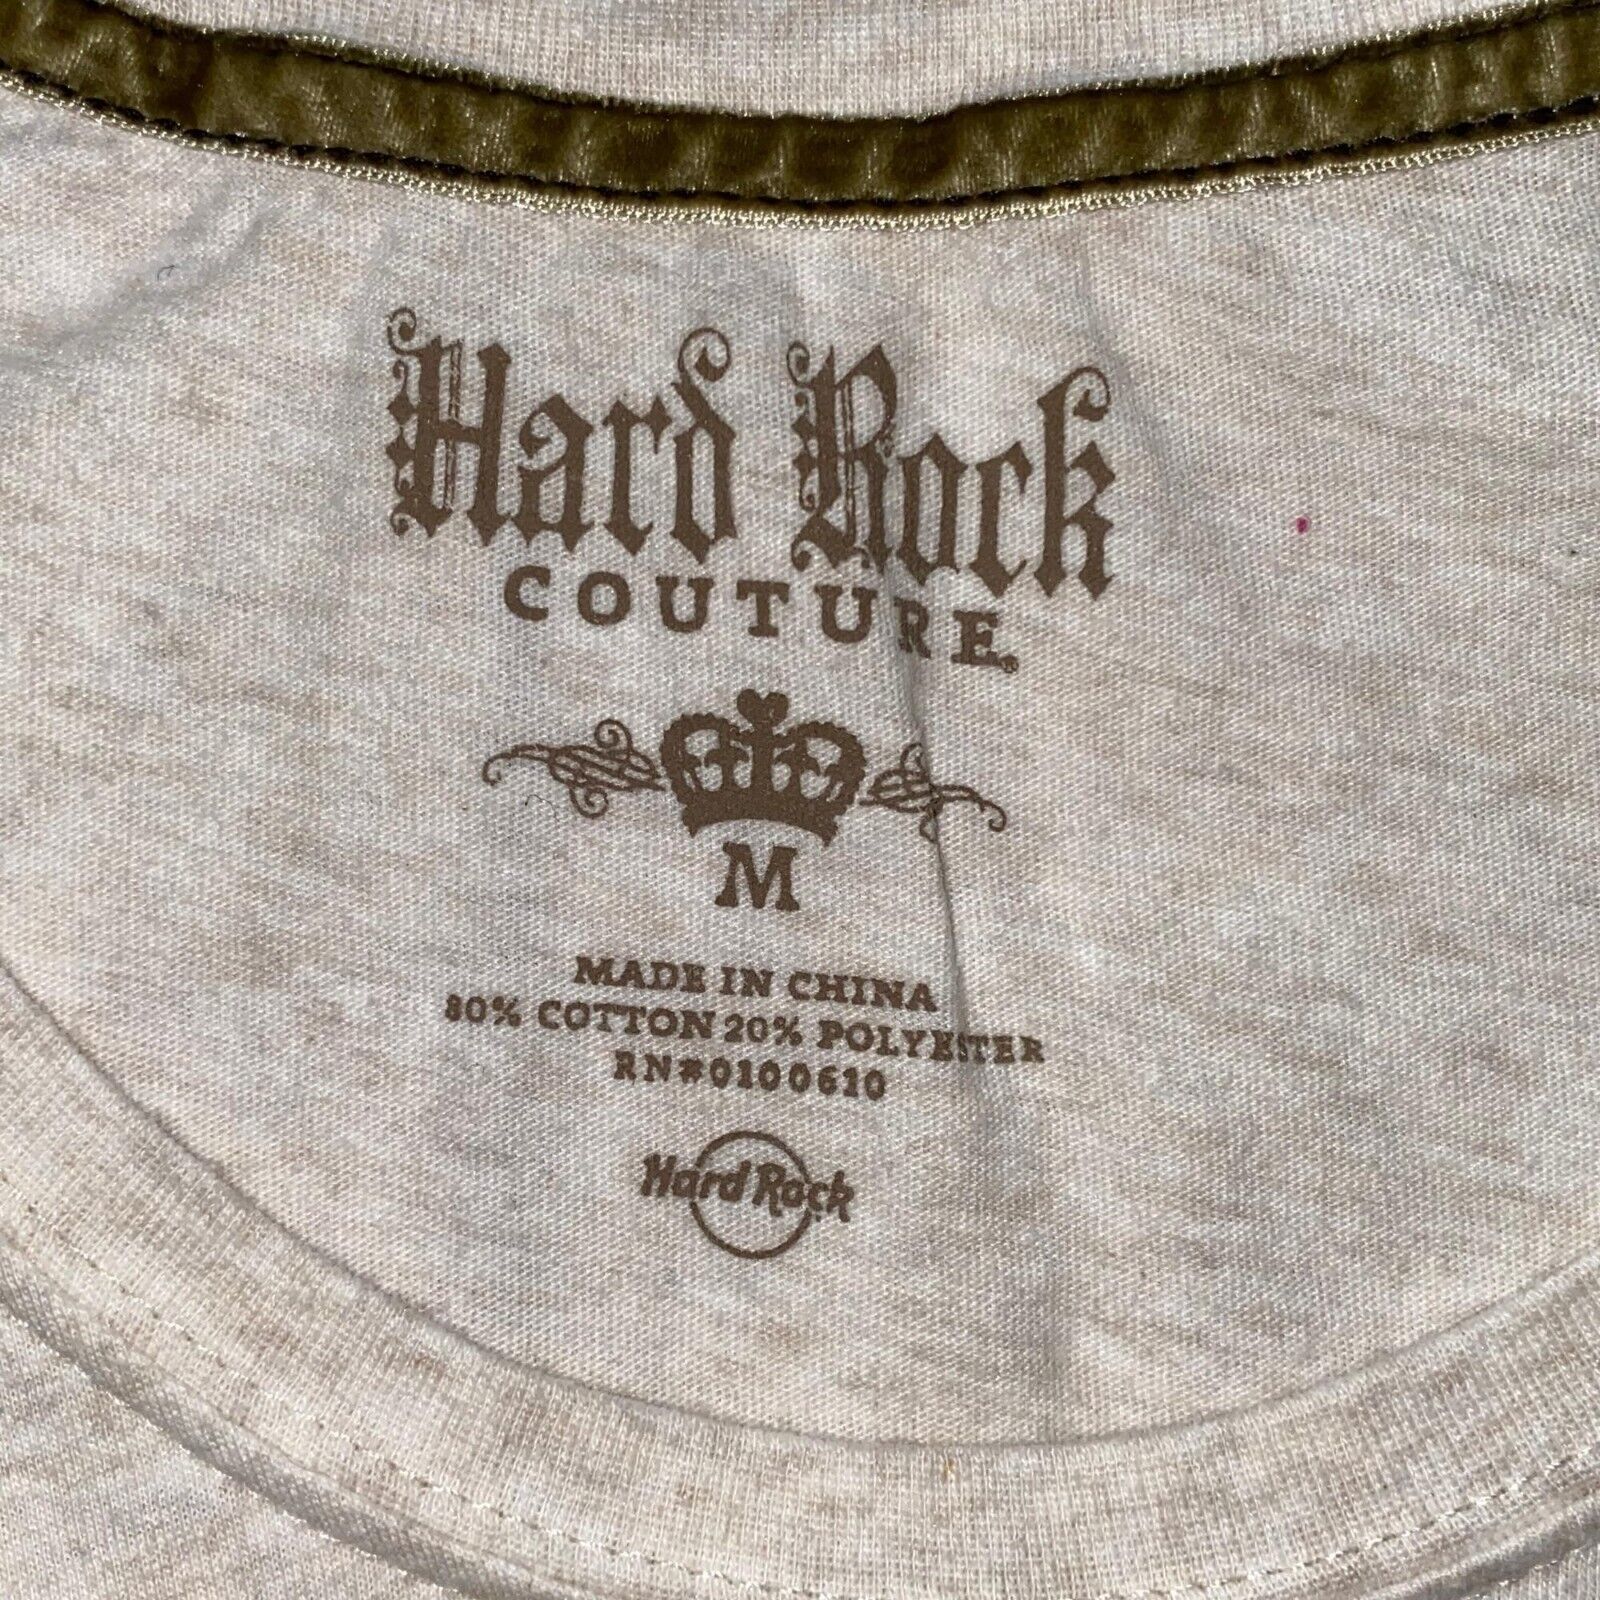 Hard Rock
COUTURE®
M
MADE IN CHINA
80% COTTON 20% POLYESTER
RN#0100610
Hard Rock